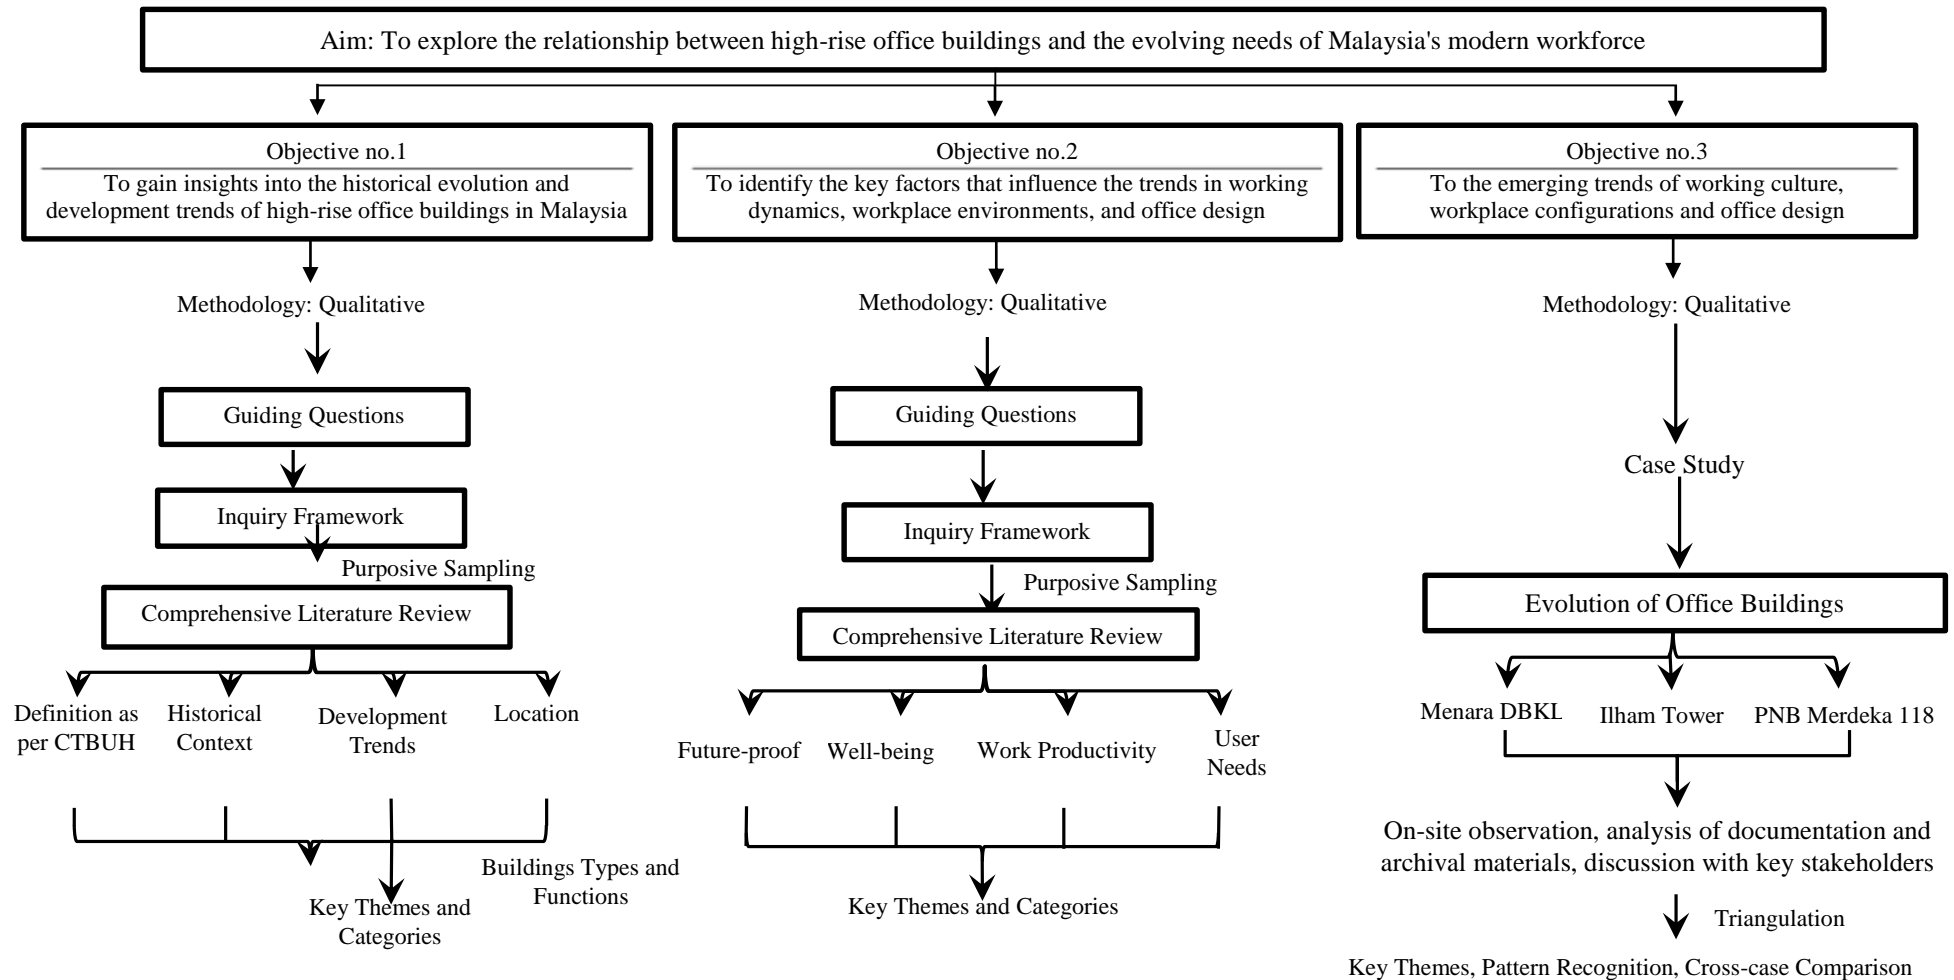 Aim: To explore the relationship between high-rise office buildings and the evolving needs of Malaysia's modern workforce
Objective no.1
To gain insights into the historical evolution and
development trends of high-rise office buildings in Malaysia
Methodology: Qualitative
Guiding Questions
Inquiry Framework
Purposive Sampling
Comprehensive Literature Review
Definition as
per CTBUH
Historical
Context
Development
Trends
Location
Buildings Types and
Functions
Key Themes and
Categories
Objective no.2
To identify the key factors that influence the trends in working
dynamics, workplace environments, and office design
Methodology: Qualitative
Guiding Questions
Inquiry Framework
Purposive Sampling
Comprehensive Literature Review
Future-proof
Well-being
Work Productivity
User
Needs
Key Themes and Categories
Objective no.3
To the emerging trends of working culture,
workplace configurations and office design
Methodology: Qualitative
Case Study
Evolution of Office Buildings
Menara DBKL
Ilham Tower
PNB Merdeka 118
On-site observation, analysis of documentation and
archival materials, discussion with key stakeholders
Triangulation
Key Themes, Pattern Recognition, Cross-case Comparison